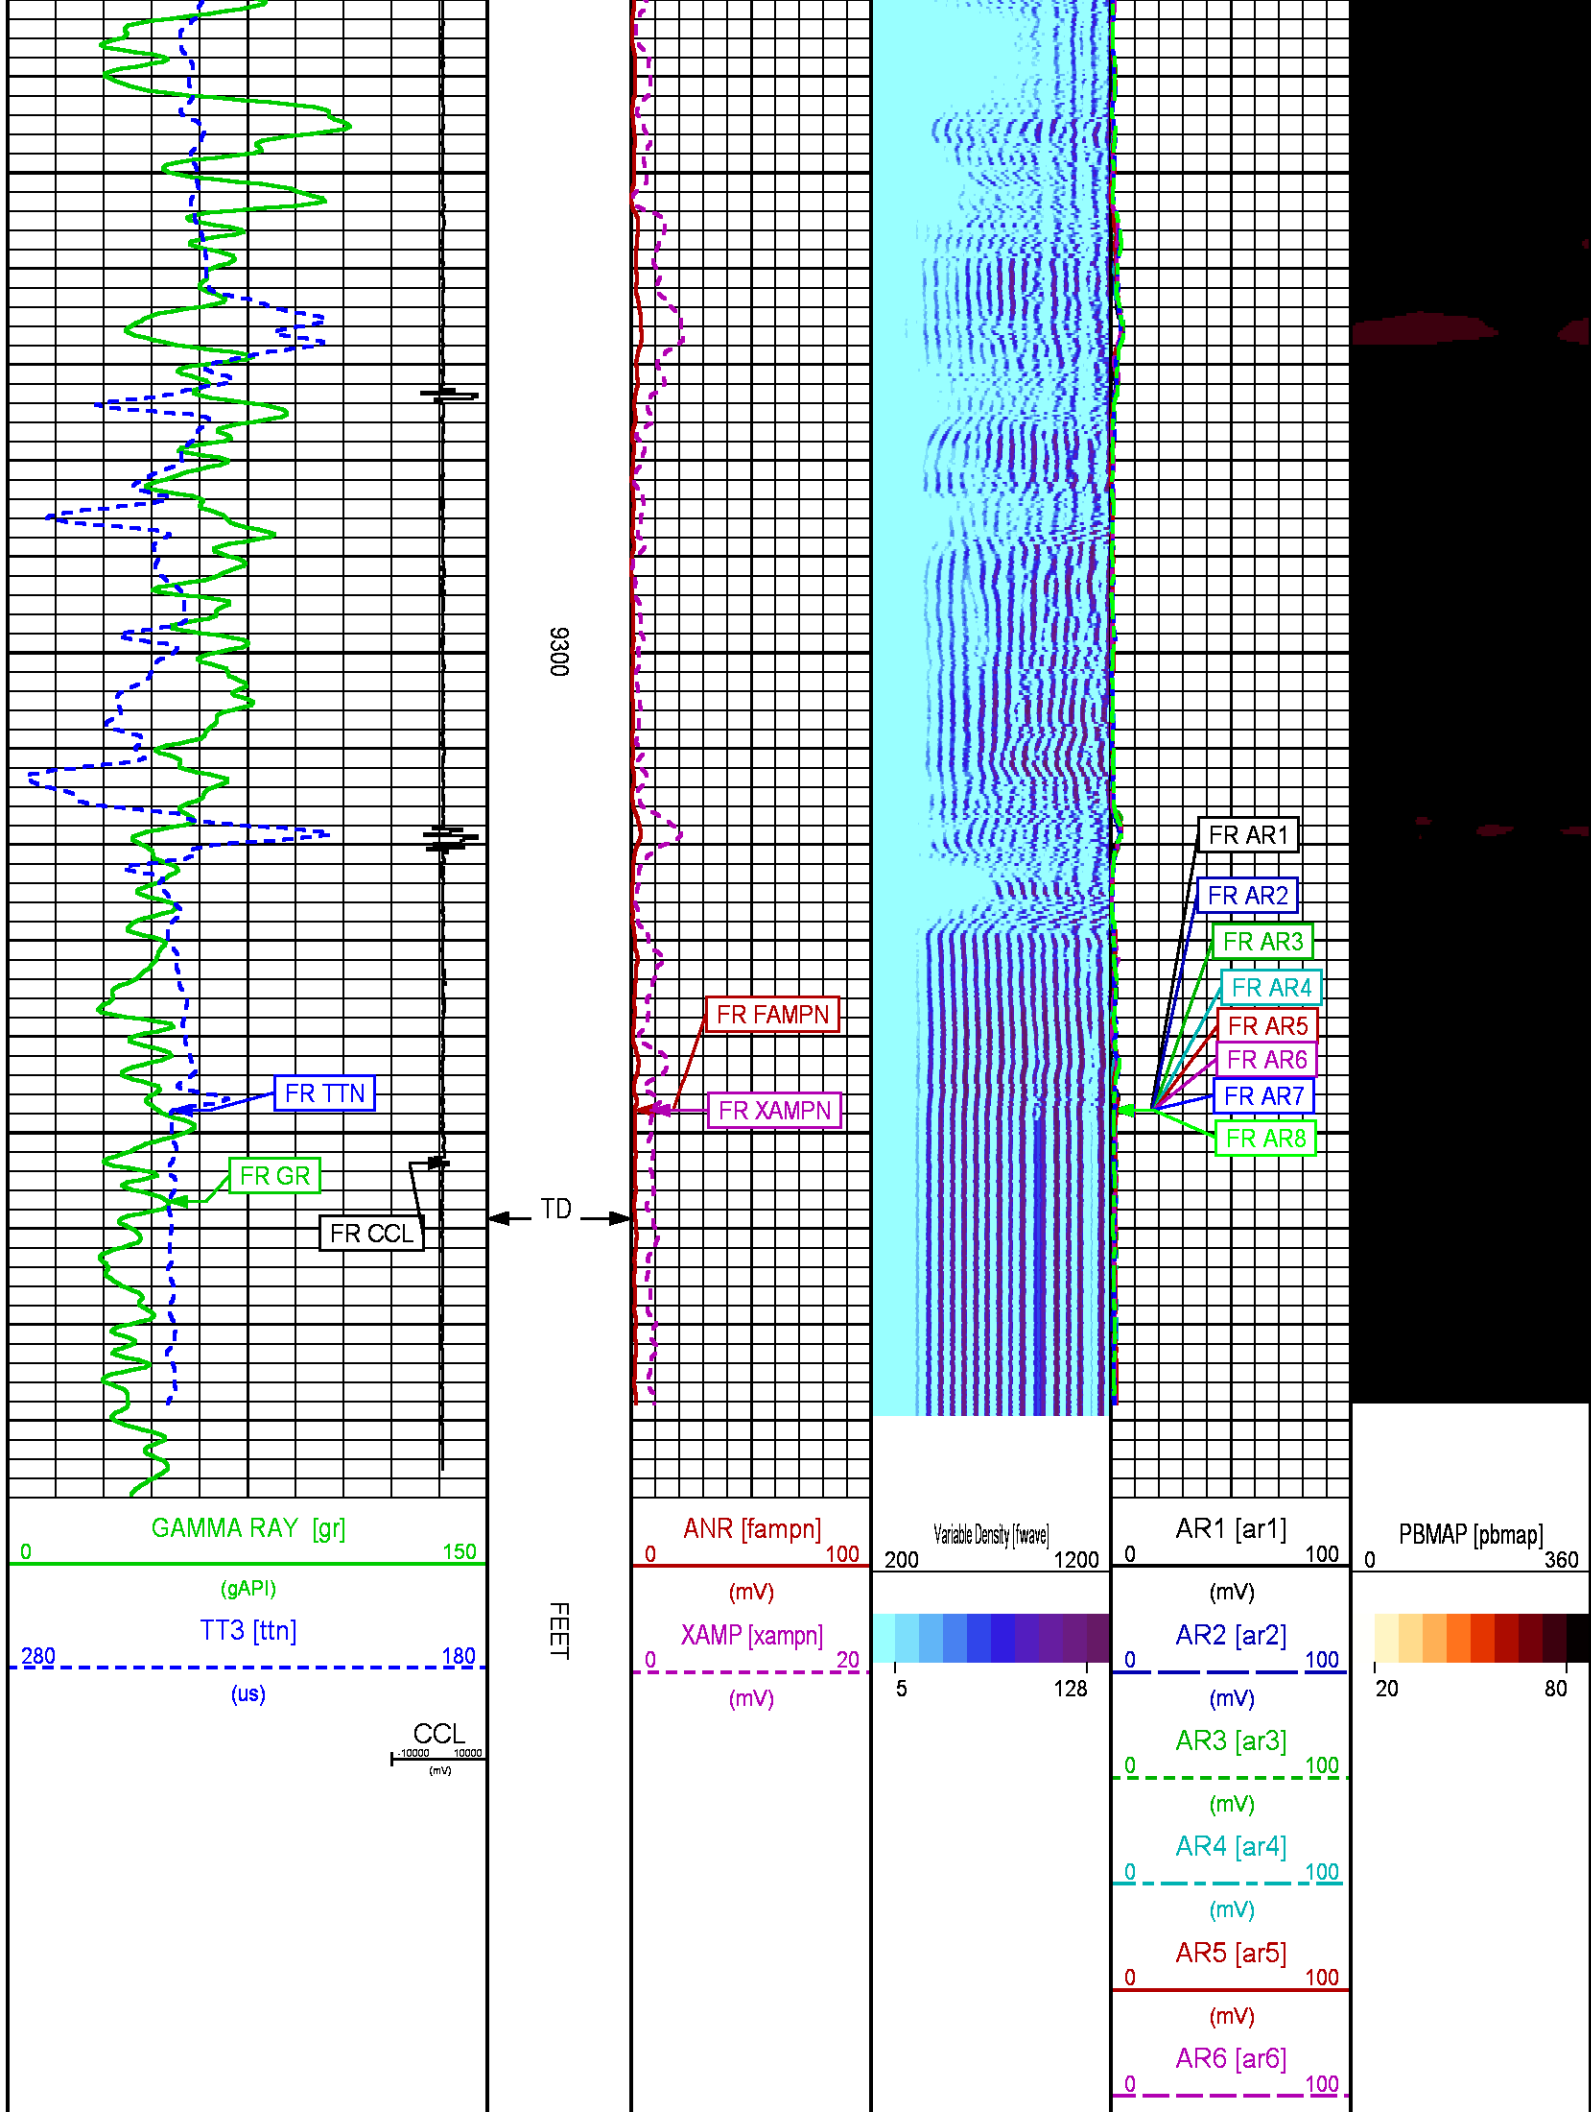 9300
FR AR1
FR AR2
FR AR3
FR AR4
FR FAMPN
FR AR5
FR AR6
FR TTN
FR AR7
FR XAMPN
FR AR8
FR GR
TD
FR CCL
GAMMA RAY [gr]
0 150
(gAPI)
TT3 [ttn]
280 180
(us)
CCL
-10000 10000
(mV)
FEET
ANR [fampn]
0 100
(mV)
XAMP [xampn]
0 20
(mV)
Variable Density [fwave]
200 1200
5 128
AR1 [ar1]
0 100
(mV)
AR2 [ar2]
0 100
(mV)
AR3 [ar3]
0 100
(mV)
AR4 [ar4]
0 100
(mV)
AR5 [ar5]
0 100
(mV)
AR6 [ar6]
0 100
PBMAP [pbmap]
0 360
20 80